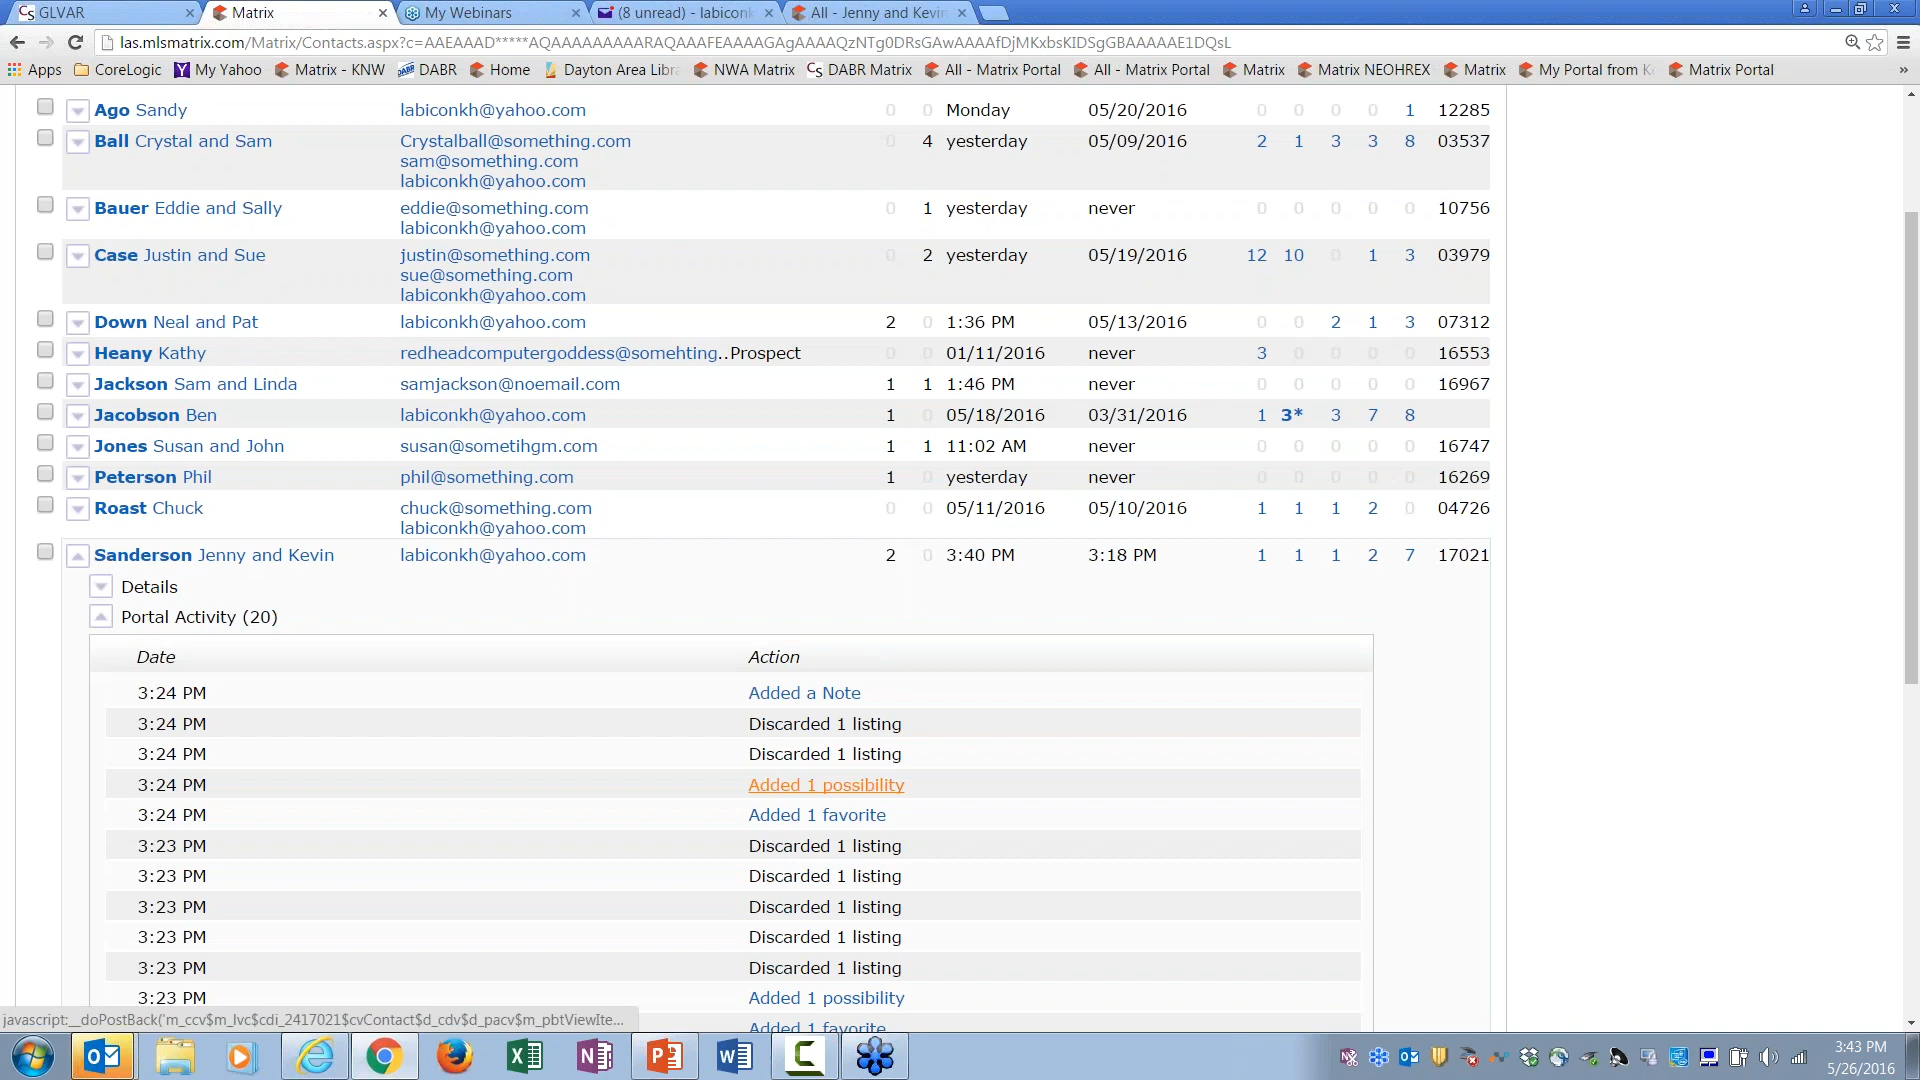 GLVAR Matrix My Webinars (8 unread) - labiconk All - Jenny and Kevin
las.mlsmatrix.com/Matrix/Contacts.aspx?c=AAEAAAD*****AQAAAAAAAAARAQAAAFEAAAAGAgAAAAQzNTg0DRsGAwAAAAfDjMKxbsKIDSgGBAAAAAE1DQsL
Apps CoreLogic My Yahoo Matrix - KNW DABR Home Dayton Area Libra NWA Matrix DABR Matrix All - Matrix Portal All - Matrix Portal Matrix Matrix NEOHREX Matrix My Portal from K Matrix Portal »
Ago Sandy labiconkh@yahoo.com 0 0 Monday 05/20/2016 0 0 0 0 1 12285
Ball Crystal and Sam Crystalball@something.com 0 4 yesterday 05/09/2016 2 1 3 3 8 03537
sam@something.com
labiconkh@yahoo.com
Bauer Eddie and Sally eddie@something.com 0 1 yesterday never 0 0 0 0 0 10756
labiconkh@yahoo.com
Case Justin and Sue justin@something.com 0 2 yesterday 05/19/2016 12 10 0 1 3 03979
sue@something.com
labiconkh@yahoo.com
Down Neal and Pat labiconkh@yahoo.com 2 0 1:36 PM 05/13/2016 0 0 2 1 3 07312
Heany Kathy redheadcomputergoddess@somehting..Prospect 0 0 01/11/2016 never 3 0 0 0 0 16553
Jackson Sam and Linda samjackson@noemail.com 1 1 1:46 PM never 0 0 0 0 0 16967
Jacobson Ben labiconkh@yahoo.com 1 0 05/18/2016 03/31/2016 1 3* 3 7 8
Jones Susan and John susan@sometihgm.com 1 1 11:02 AM never 0 0 0 0 0 16747
Peterson Phil phil@something.com 1 0 yesterday never 0 0 0 0 0 16269
Roast Chuck chuck@something.com 0 0 05/11/2016 05/10/2016 1 1 1 2 0 04726
labiconkh@yahoo.com
Sanderson Jenny and Kevin labiconkh@yahoo.com 2 0 3:40 PM 3:18 PM 1 1 1 2 7 17021
Details
Portal Activity (20)
Date Action
3:24 PM Added a Note
3:24 PM Discarded 1 listing
3:24 PM Discarded 1 listing
3:24 PM Added 1 possibility
3:24 PM Added 1 favorite
3:23 PM Discarded 1 listing
3:23 PM Discarded 1 listing
3:23 PM Discarded 1 listing
3:23 PM Discarded 1 listing
3:23 PM Discarded 1 listing
3:23 PM Added 1 possibility
Added 1 favorite
javascript:__doPostBack('m_ccv$m_lvc$cdi_2417021$cvContact$d_cdv$d_pacv$m_pbtViewIte...
3:43 PM
5/26/2016